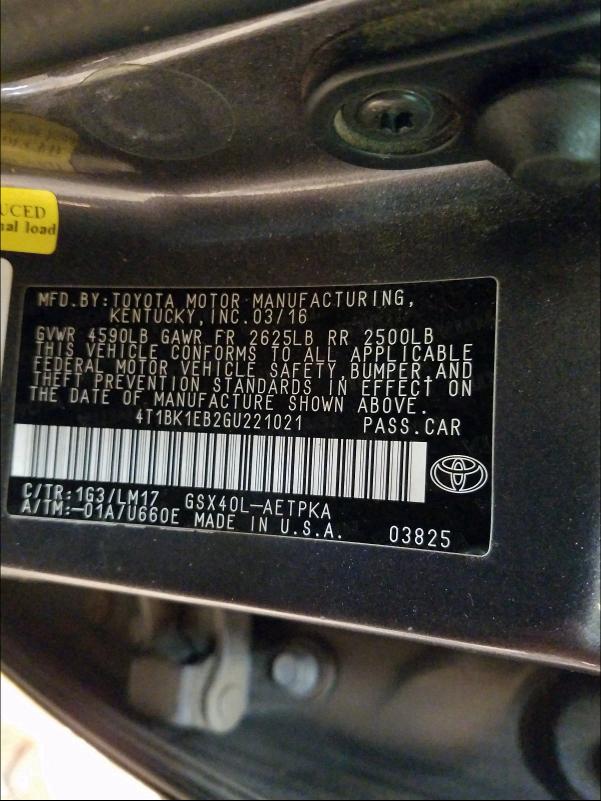 UCED
nal load
MFD.BY:TOYOTA MOTOR MANUFACTURING,
KENTUCKY,INC.03/16
GVWR 4590LB GAWR FR 2625LB RR 2500LB
THIS VEHICLE CONFORMS TO ALL APPLICABLE
FEDERAL MOTOR VEHICLE SAFETY,BUMPER,AND
THEFT PREVENTION STANDARDS IN EFFECT ON
THE DATE OF MANUFACTURE SHOWN ABOVE.
4T1BK1EB2GU221021 PASS.CAR
C/TR:1G3/LM17 GSX40L-AETPKA
A/TM:-01A/U660E MADE IN U.S.A. 03825